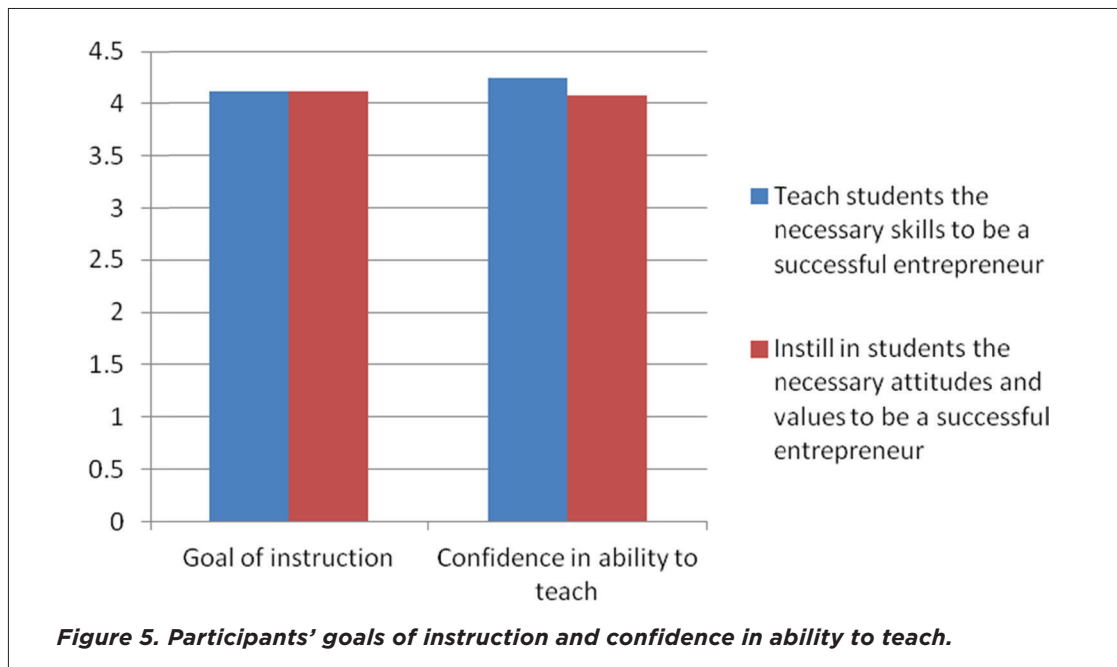 4.5
4
3.5
3
2.5
2
1.5
1
0.5
0
Goal of instruction
Confidence in ability to
teach
Teach students the
necessary skills to be a
successful entrepreneur
Instill in students the
necessary attitudes and
values to be a successful
entrepreneur
Figure 5. Participants’ goals of instruction and confidence in ability to teach.